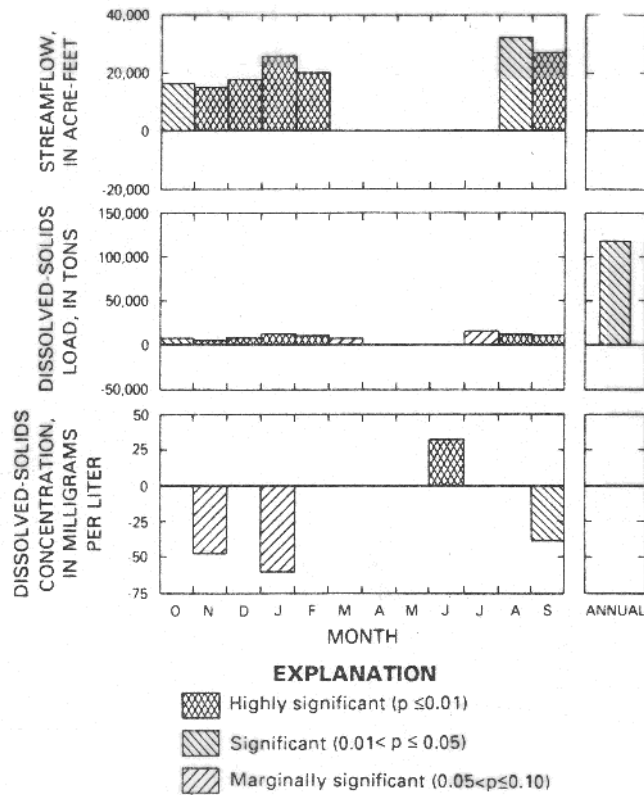 STREAMFLOW,
IN ACRE-FEET
40,000
20,000
0
-20,000
DISSOLVED-SOLIDS
LOAD, IN TONS
150,000
100,000
50,000
0
-50,000
DISSOLVED-SOLIDS
CONCENTRATION,
IN MILLIGRAMS
PER LITER
50
25
0
-25
-50
-75
O N D J F M A M J J A S
ANNUAL
MONTH
EXPLANATION
Highly significant (p ≤0.01)
Significant (0.01< p ≤ 0.05)
Marginally significant (0.05<p≤0.10)